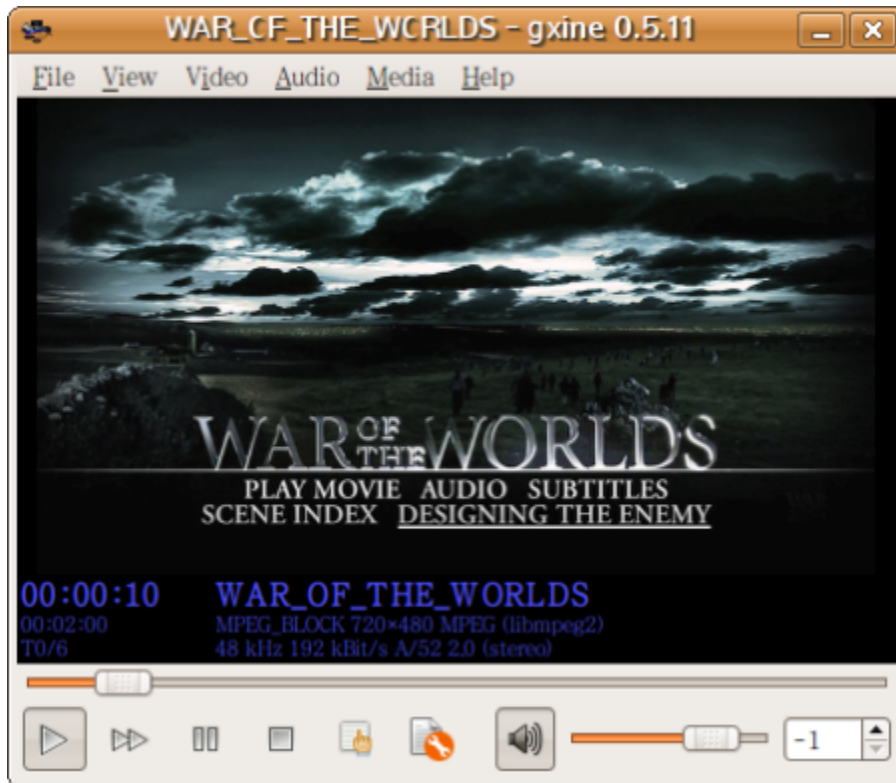 WAR_OF_THE_WORLDS – gxine 0.5.11
File View Video Audio Media Help
WAR OF THE WORLDS
PLAY MOVIE AUDIO SUBTITLES
SCENE INDEX DESIGNING THE ENEMY
00:00:10 WAR_OF_THE_WORLDS
00:02:00 MPEG_BLOCK 720×480 MPEG (libmpeg2)
T0/6 48 kHz 192 kBit/s A/52 2.0 (stereo)
-1